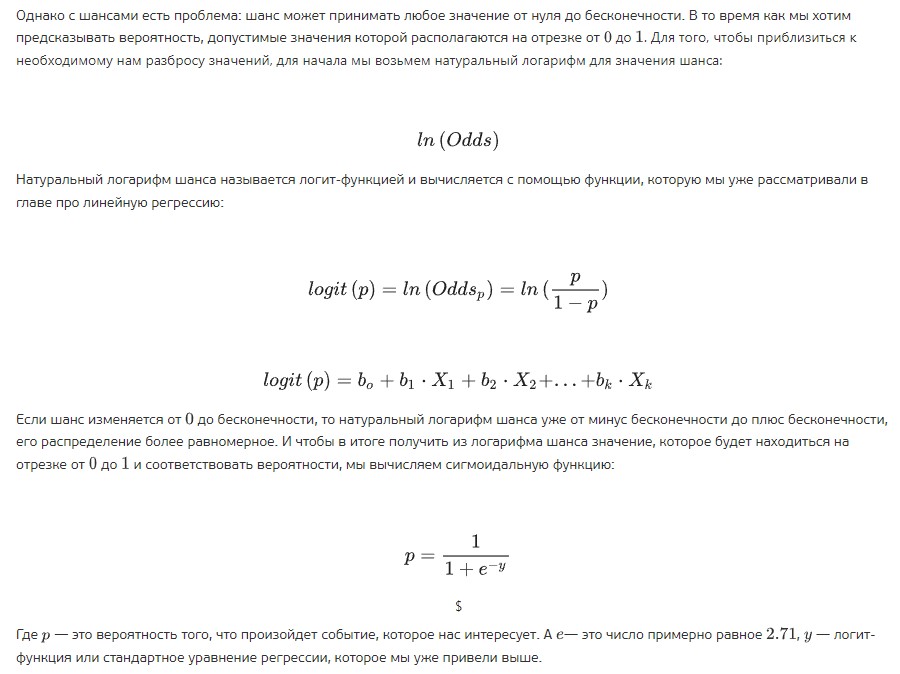 Однако с шансами есть проблема: шанс может принимать любое значение от нуля до бесконечности. В то время как мы хотим
предсказывать вероятность, допустимые значения которой располагаются на отрезке от 0 до 1. Для того, чтобы приблизиться к
необходимому нам разбросу значений, для начала мы возьмем натуральный логарифм для значения шанса:
ln (Odds)
Натуральный логарифм шанса называется логит-функцией и вычисляется с помощью функции, которую мы уже рассматривали в
главе про линейную регрессию:
logit (p) = ln (Odds_p) = ln (p / (1 − p))
logit (p) = b_o + b_1 · X_1 + b_2 · X_2+. . . +b_k · X_k
Если шанс изменяется от 0 до бесконечности, то натуральный логарифм шанса уже от минус бесконечности до плюс бесконечности,
его распределение более равномерное. И чтобы в итоге получить из логарифма шанса значение, которое будет находиться на
отрезке от 0 до 1 и соответствовать вероятности, мы вычисляем сигмоидальную функцию:
p = 1 / (1 + e^−y)
$
Где p — это вероятность того, что произойдет событие, которое нас интересует. А e— это число примерно равное 2.71, y — логит-
функция или стандартное уравнение регрессии, которое мы уже привели выше.